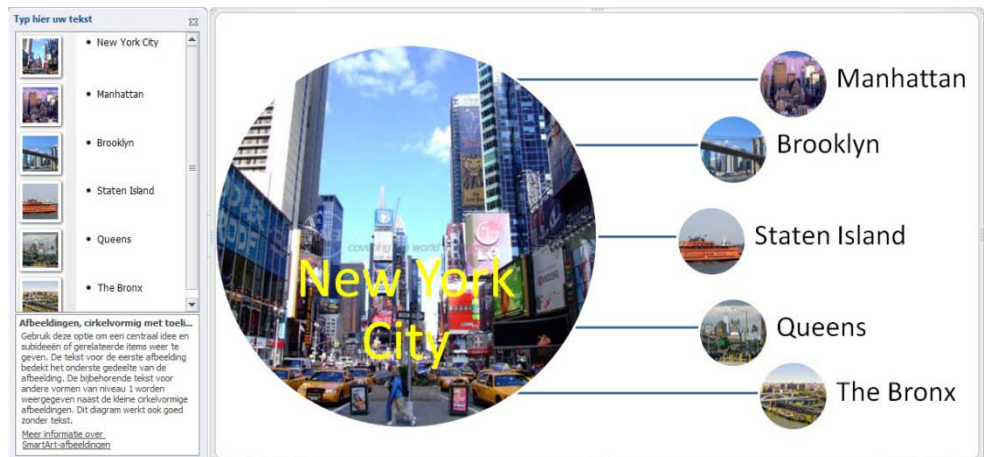 Typ hier uw tekst
• New York City
• Manhattan
• Brooklyn
• Staten Island
• Queens
• The Bronx
Afbeeldingen, cirkelvormig met toeli...
Gebruik deze optie om een centraal idee en
subideeën of gerelateerde items weer te
geven. De tekst voor de eerste afbeelding
bedekt het onderste gedeelte van de
afbeelding. De bijbehorende tekst voor
andere vormen van niveau 1 worden
weergegeven naast de kleine cirkelvormige
afbeeldingen. Dit diagram werkt ook goed
zonder tekst.
Meer informatie over
SmartArt-afbeeldingen
LG
New York
City
Manhattan
Brooklyn
Staten Island
Queens
The Bronx